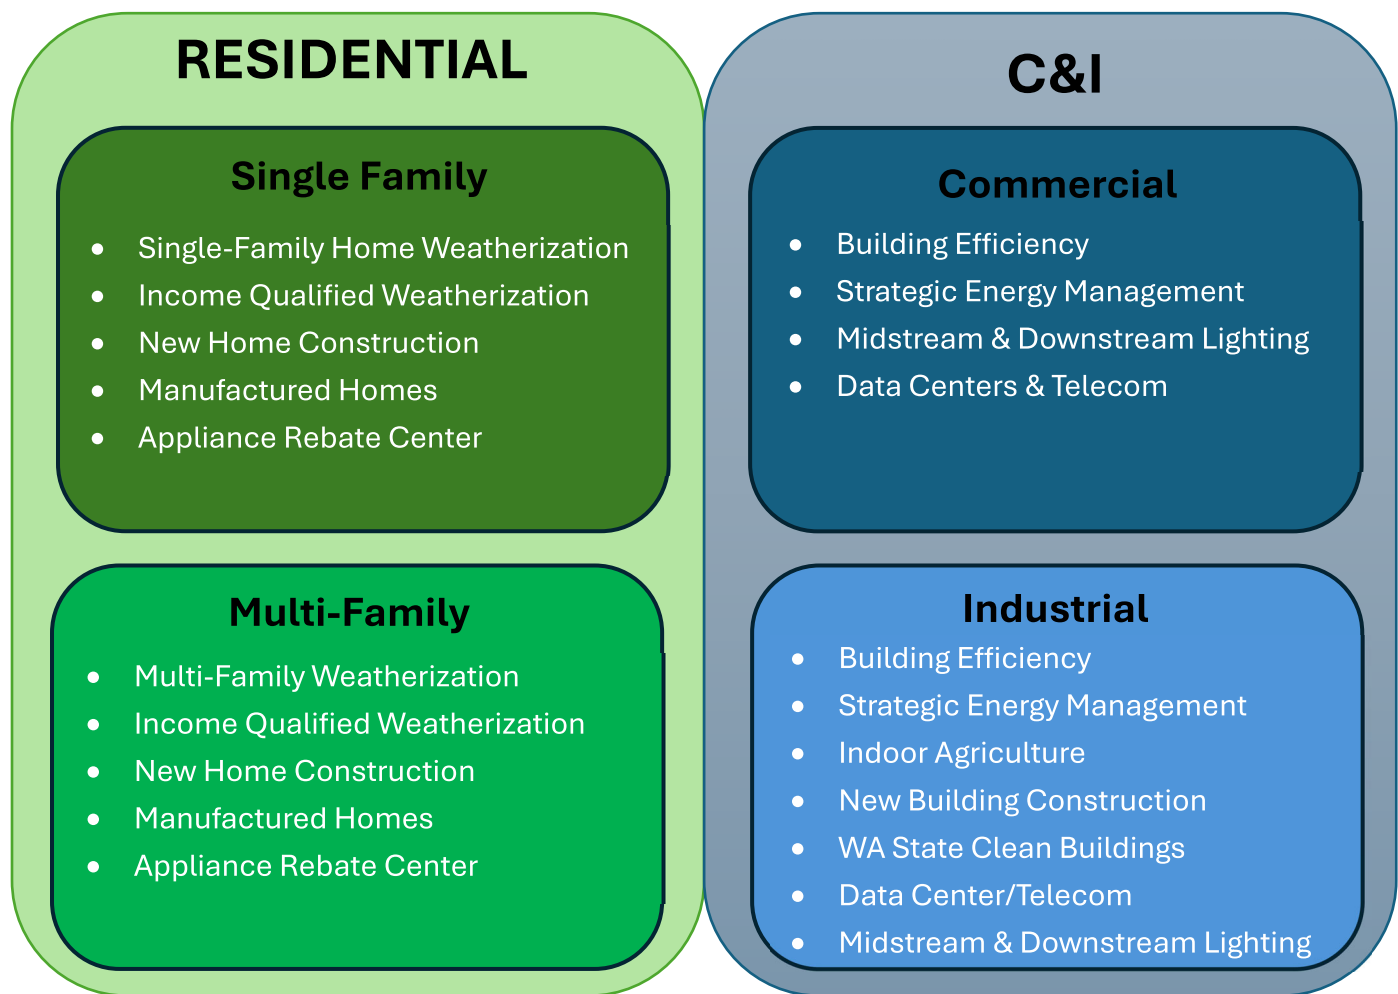 RESIDENTIAL
Single Family
• Single-Family Home Weatherization
• Income Qualified Weatherization
• New Home Construction
• Manufactured Homes
• Appliance Rebate Center
Multi-Family
• Multi-Family Weatherization
• Income Qualified Weatherization
• New Home Construction
• Manufactured Homes
• Appliance Rebate Center
C&I
Commercial
• Building Efficiency
• Strategic Energy Management
• Midstream & Downstream Lighting
• Data Centers & Telecom
Industrial
• Building Efficiency
• Strategic Energy Management
• Indoor Agriculture
• New Building Construction
• WA State Clean Buildings
• Data Center/Telecom
• Midstream & Downstream Lighting